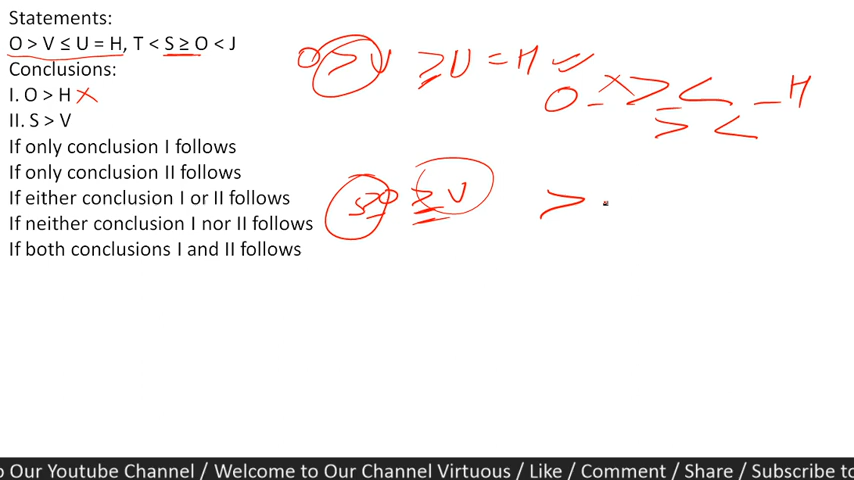 Statements:
O > V ≤ U = H, T < S ≥ O < J
Conclusions:
I. O > H ×
II. S > V
If only conclusion I follows
If only conclusion II follows
If either conclusion I or II follows
If neither conclusion I nor II follows
If both conclusions I and II follows
O > V ≥ U = H ✓
O × > < H
> <
S ≥ O ≥ V
>
o Our Youtube Channel / Welcome to Our Channel Virtuous / Like / Comment / Share / Subscribe to